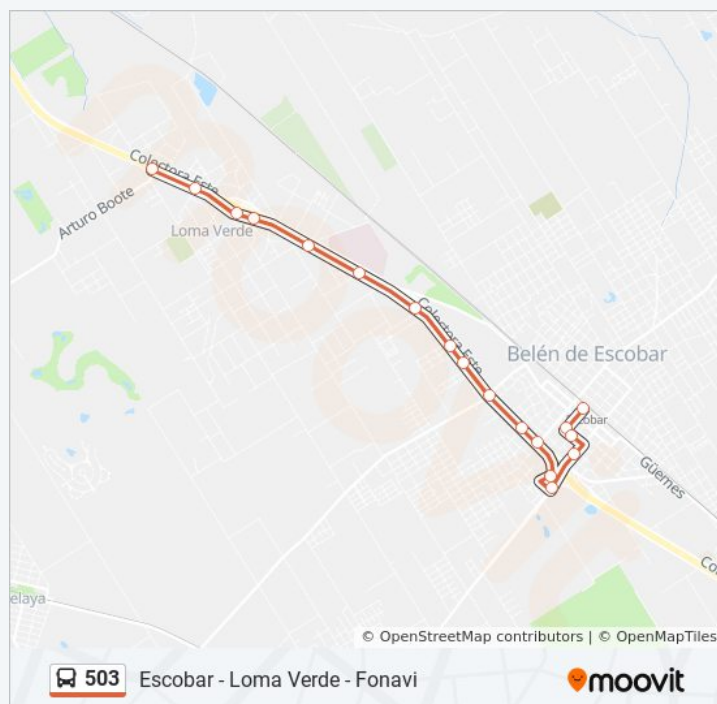 Colectora Este
Arturo Boote
Loma Verde
Colectora Este
Belén de Escobar
Güemes
elaya
© OpenStreetMap contributors | © OpenMapTiles
503 Escobar - Loma Verde - Fonavi
moovit